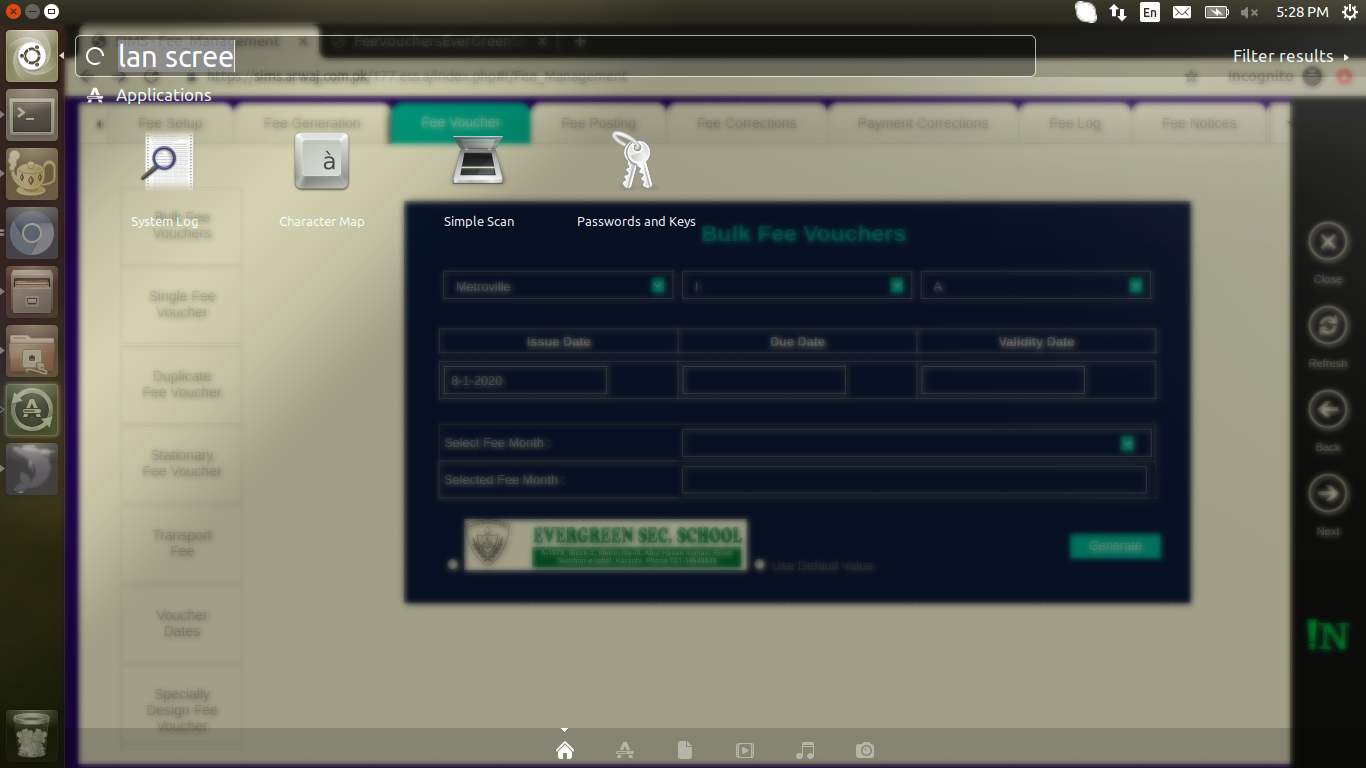 En
5:28 PM
SIMS -Fee Management
FeeVouchersEverGreen
lan scree
Filter results
https://sims.arwaj.com.pk/177.ess.a/index.php#!/Fee_Management
Incognito
Applications
Fee Setup
Fee Generation
Fee Voucher
Fee Posting
Fee Corrections
Payment Corrections
Fee Log
Fee Notices
à
System Log
Character Map
Simple Scan
Passwords and Keys
Bulk Fee
Vouchers
Single Fee
Voucher
Duplicate
Fee Voucher
Stationary
Fee Voucher
Transport
Fee
Voucher
Dates
Specially
Design Fee
Voucher
Bulk Fee Vouchers
Metroville
I
A
Issue Date
Due Date
Validity Date
8-1-2020
Select Fee Month :
Selected Fee Month :
EVERGREEN SEC. SCHOOL
Use Default Value
Generate
Close
Refresh
Back
Next
!N